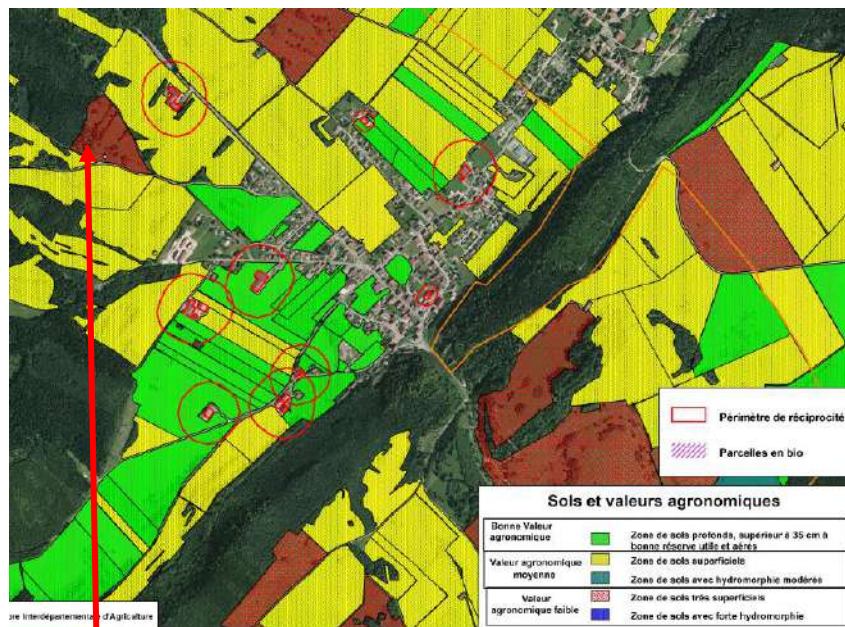 Périmètre de réciprocité
Parcelles en bio
Sols et valeurs agronomiques
Bonne Valeur
agronomique
Zone de sols profonds, supérieur à 35 cm à
bonne réserve utile et aérés
Valeur agronomique
moyenne
Zone de sols superficiels
Zone de sols avec hydromorphie modérés
Valeur
agronomique faible
Zone de sols très superficiels
Zone de sols avec forte hydromorphie
bre Interdépartementale d'Agriculture